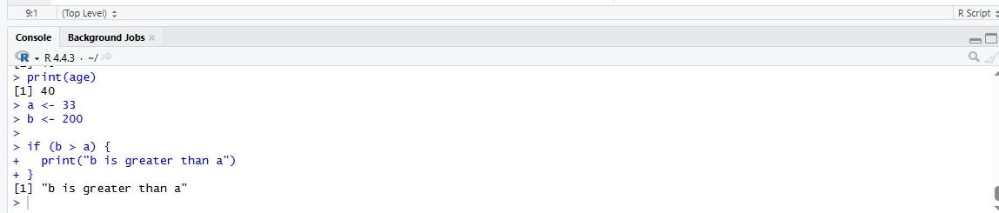 9:1 (Top Level) R Script
Console Background Jobs
R R 4.4.3 · ~/
> print(age)
[1] 40
> a <- 33
> b <- 200
>
> if (b > a) {
+   print("b is greater than a")
+ }
[1] "b is greater than a"
>